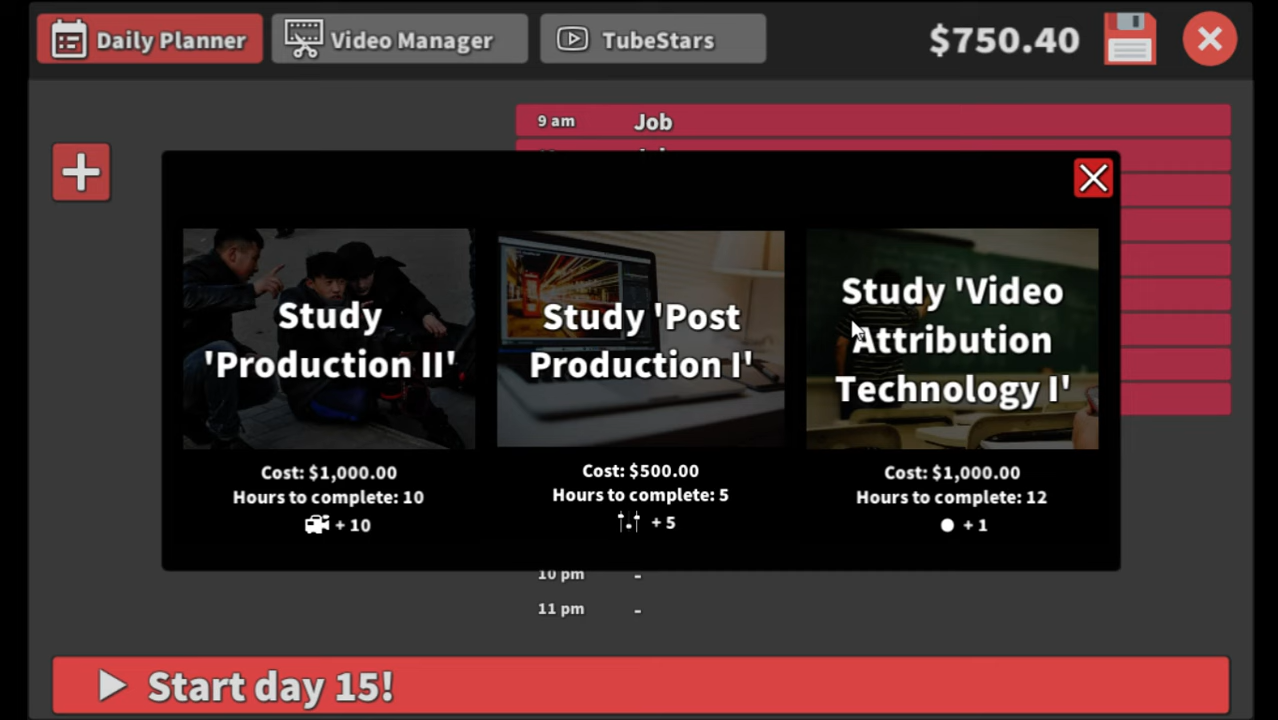 Daily Planner
Video Manager
TubeStars
$750.40
9 am
Job
Study
'Production II'
Cost: $1,000.00
Hours to complete: 10
+ 10
Study 'Post
Production I'
Cost: $500.00
Hours to complete: 5
+ 5
Study 'Video
Attribution
Technology I'
Cost: $1,000.00
Hours to complete: 12
+ 1
10 pm -
11 pm -
Start day 15!